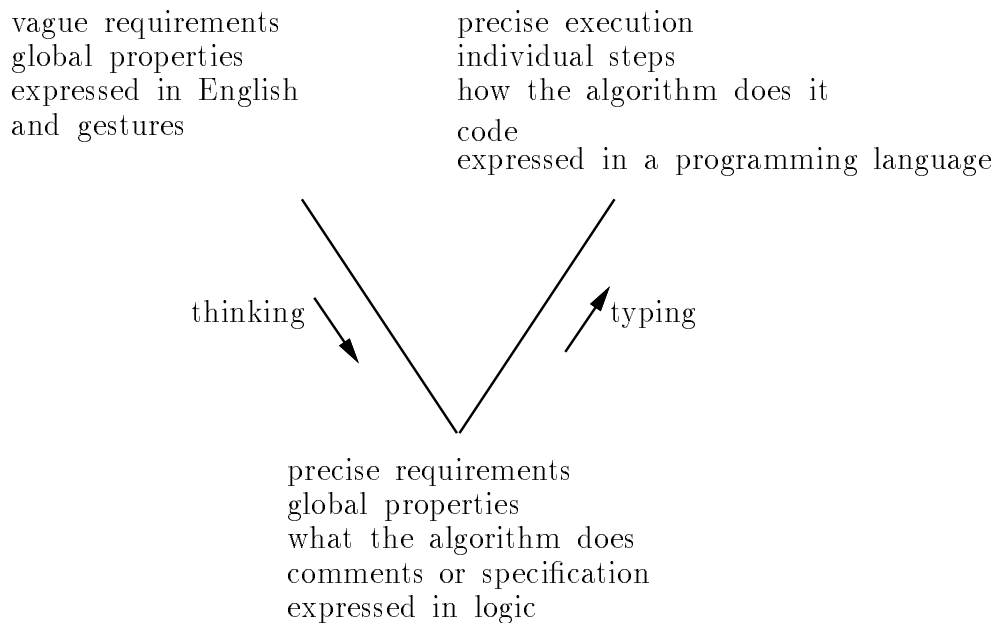 vague requirements
global properties
expressed in English
and gestures
precise execution
individual steps
how the algorithm does it
code
expressed in a programming language
thinking
typing
precise requirements
global properties
what the algorithm does
comments or specification
expressed in logic